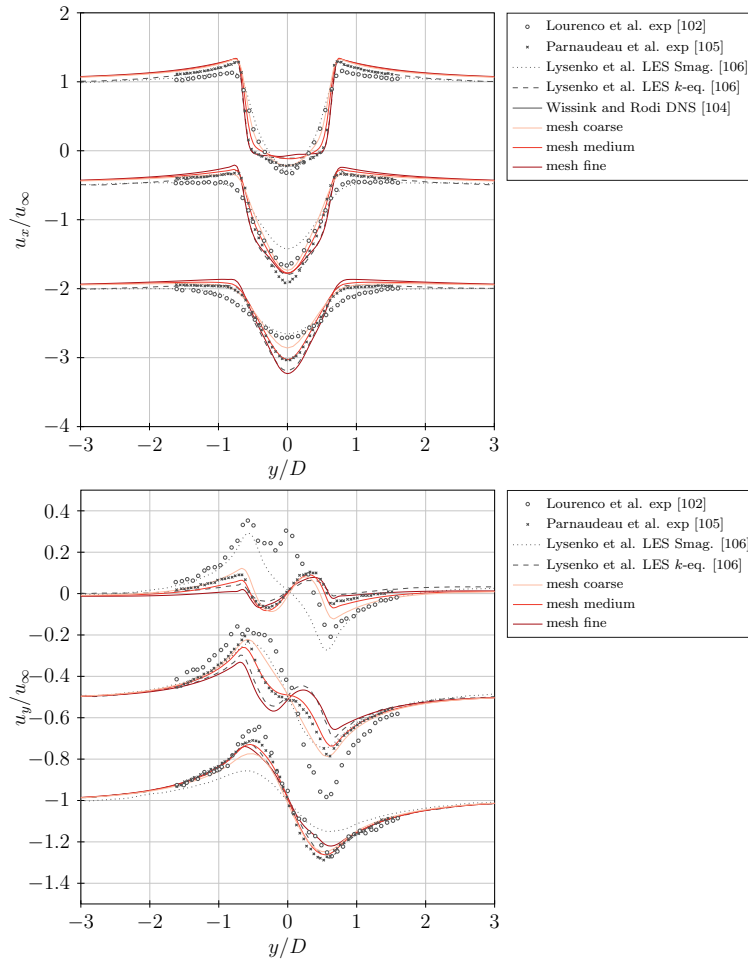 2
1
0
−1
−2
−3
−4
u_x/u_∞
−3 −2 −1 0 1 2 3
y/D
Lourenco et al. exp [102]
Parnaudeau et al. exp [105]
Lysenko et al. LES Smag. [106]
Lysenko et al. LES k-eq. [106]
Wissink and Rodi DNS [104]
mesh coarse
mesh medium
mesh fine
0.4
0.2
0
−0.2
−0.4
−0.6
−0.8
−1
−1.2
−1.4
u_y/u_∞
−3 −2 −1 0 1 2 3
y/D
Lourenco et al. exp [102]
Parnaudeau et al. exp [105]
Lysenko et al. LES Smag. [106]
Lysenko et al. LES k-eq. [106]
mesh coarse
mesh medium
mesh fine